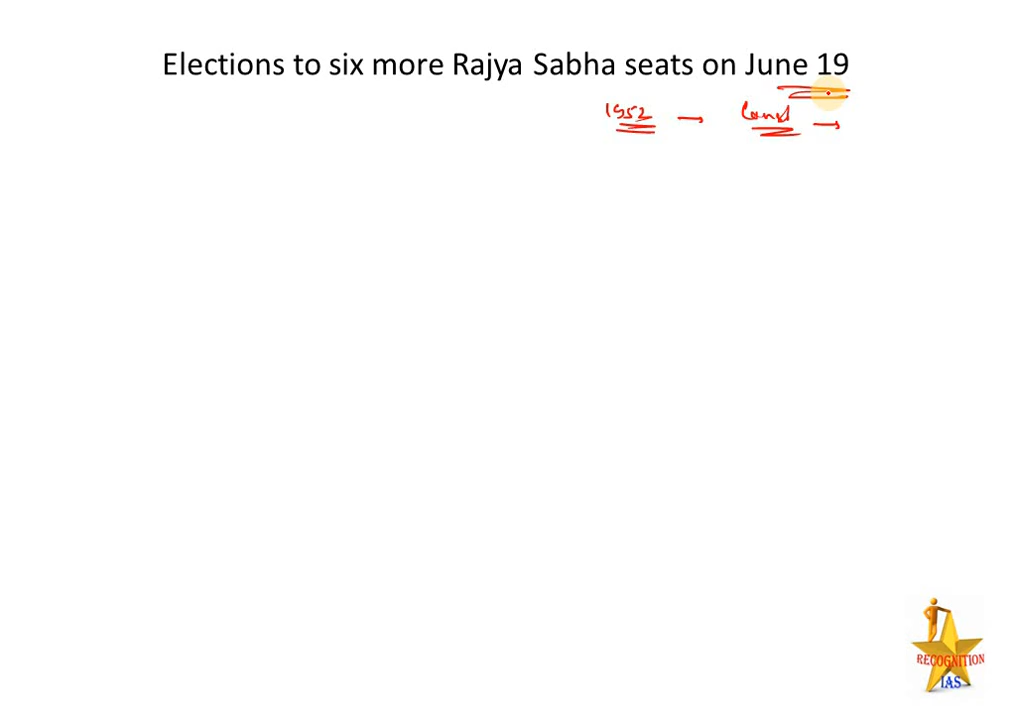 Elections to six more Rajya Sabha seats on June 19
1952 → →
RECOGNITION
IAS